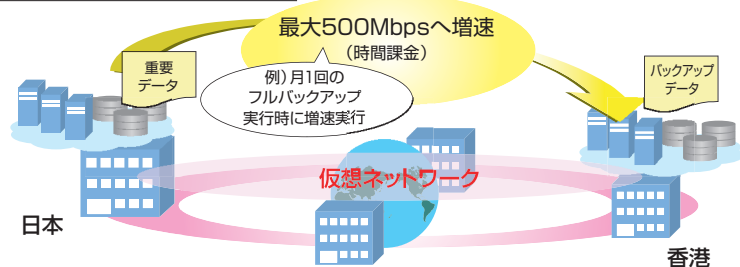 最大500Mbpsへ増速
（時間課金）
重要
データ
例）月1回の
フルバックアップ
実行時に増速実行
バックアップ
データ
仮想ネットワーク
日本
香港